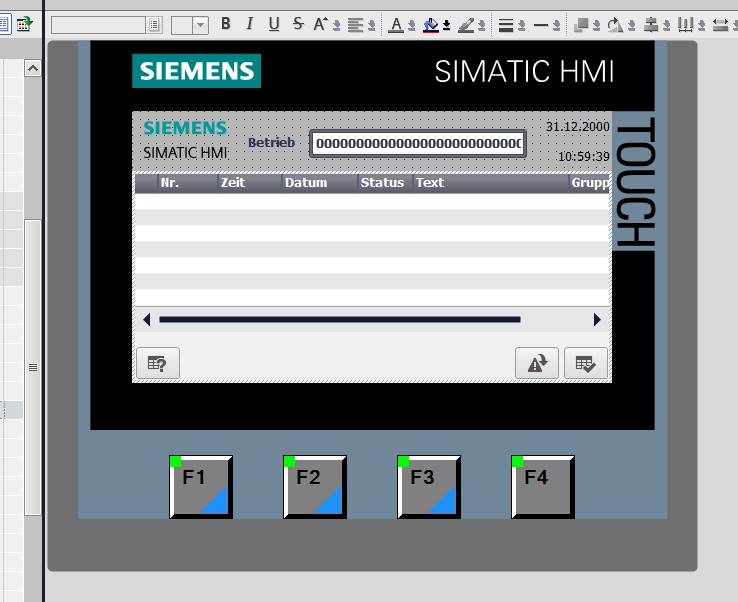 B I U S A A
SIEMENS
SIMATIC HMI
TOUCH
SIEMENS
SIMATIC HMI
Betrieb
000000000000000000000000000
31.12.2000
10:59:39
Nr. Zeit Datum Status Text Grupp
F1 F2 F3 F4